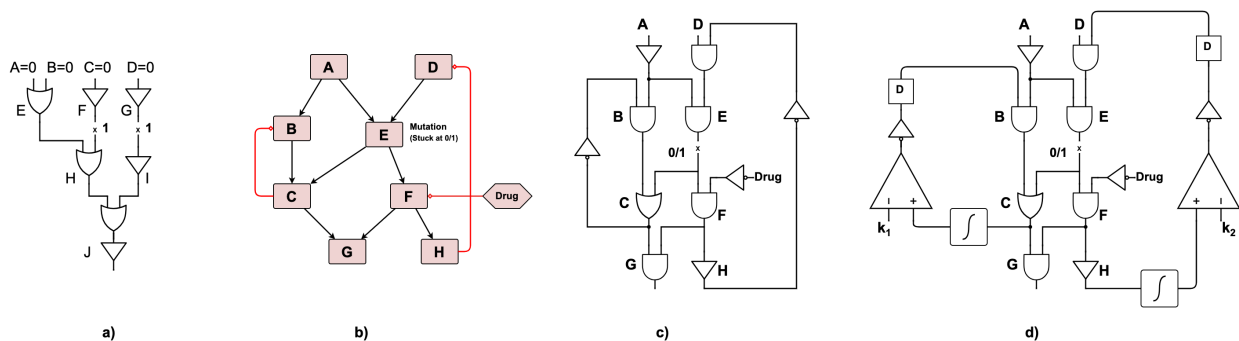 A=0 B=0 C=0 D=0
E
F
G
x 1
x 1
H
I
J
a)
A
D
B
E
Mutation
(Stuck at 0/1)
C
F
Drug
G
H
b)
A
D
B
E
x
0/1
Drug
C
F
G
H
c)
A
D
D
D
B
E
x
0/1
Drug
- +
+ -
C
F
k1
k2
∫
G
H
∫
d)